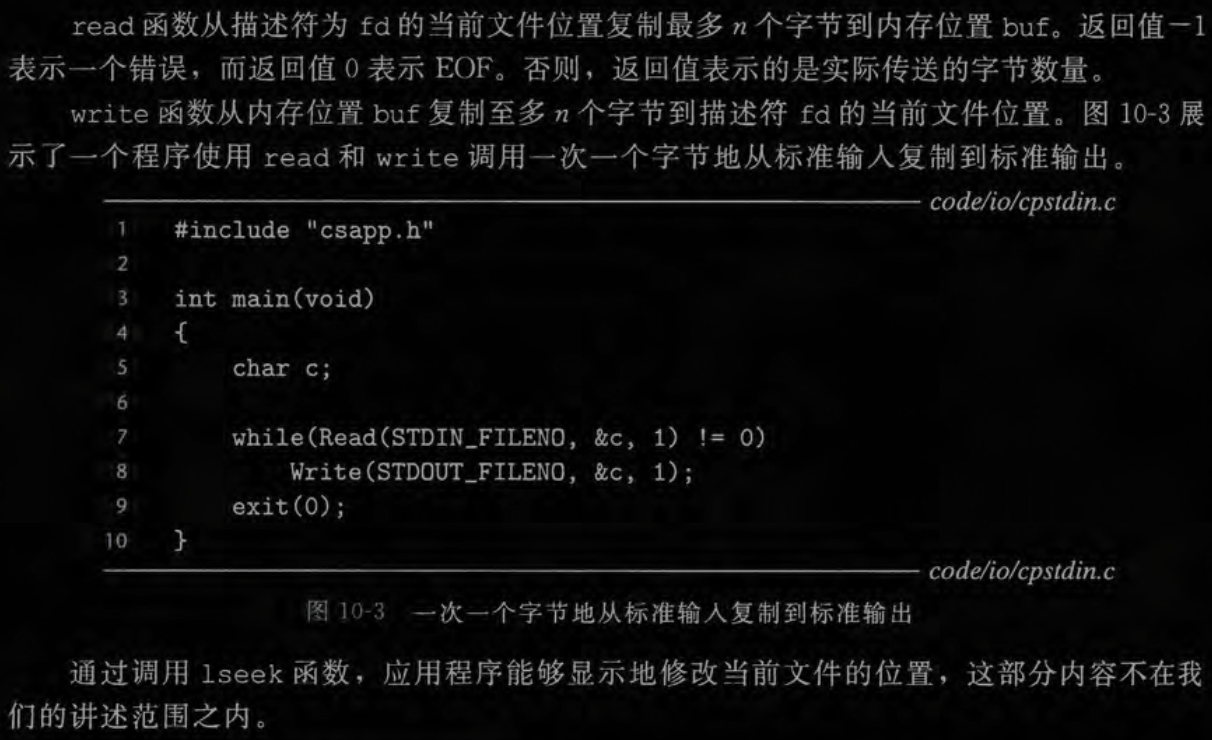 read 函数从描述符为 fd 的当前文件位置复制最多 n 个字节到内存位置 buf。返回值－1
表示一个错误，而返回值 0 表示 EOF。否则，返回值表示的是实际传送的字节数量。
write 函数从内存位置 buf 复制至多 n 个字节到描述符 fd 的当前文件位置。图 10-3 展
示了一个程序使用 read 和 write 调用一次一个字节地从标准输入复制到标准输出。
code/io/cpstdin.c
1 #include "csapp.h"
2
3 int main(void)
4 {
5     char c;
6
7     while(Read(STDIN_FILENO, &c, 1) != 0)
8         Write(STDOUT_FILENO, &c, 1);
9     exit(0);
10 }
code/io/cpstdin.c
图 10-3 一次一个字节地从标准输入复制到标准输出
通过调用 lseek 函数，应用程序能够显示地修改当前文件的位置，这部分内容不在我
们的讲述范围之内。